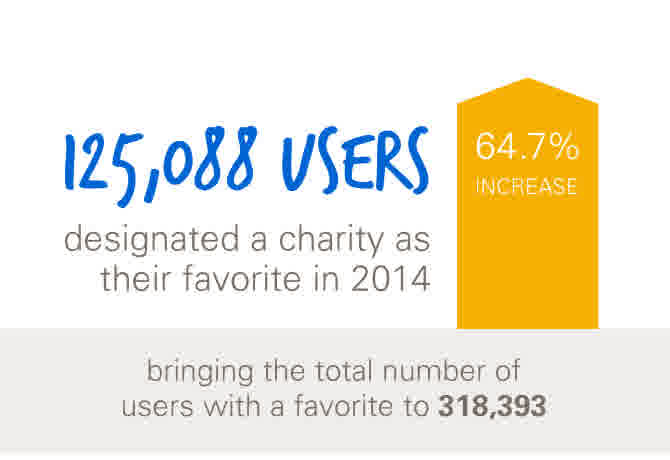 125,088 USERS
designated a charity as
their favorite in 2014
64.7%
INCREASE
bringing the total number of
users with a favorite to 318,393